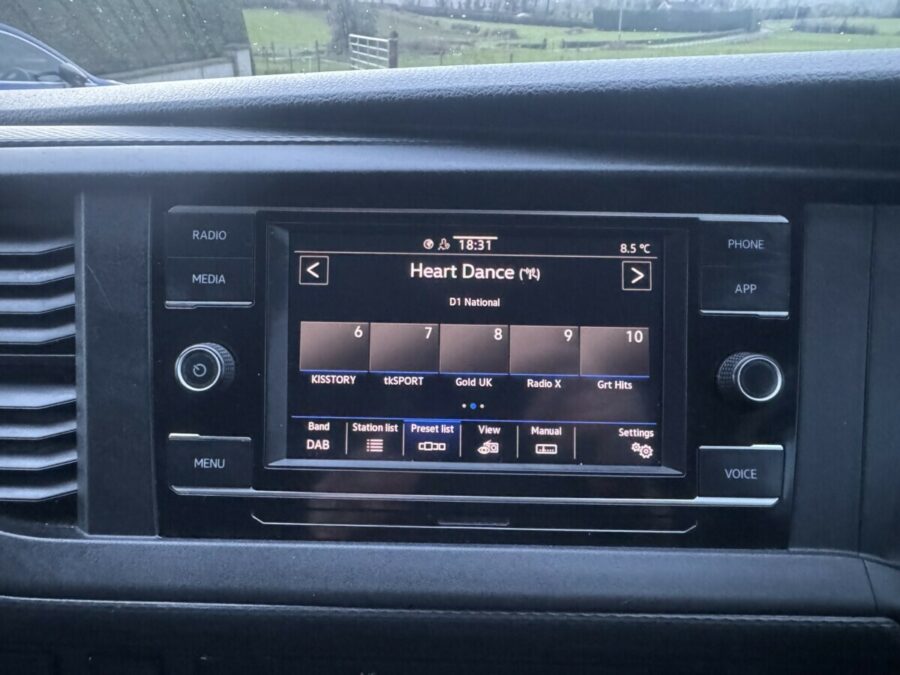 RADIO
MEDIA
MENU
18:31
8.5 °C
<
Heart Dance
>
D1 National
6 7 8 9 10
KISSTORY tkSPORT Gold UK Radio X Grt Hits
Band Station list Preset list View Manual Settings
DAB
PHONE
APP
VOICE